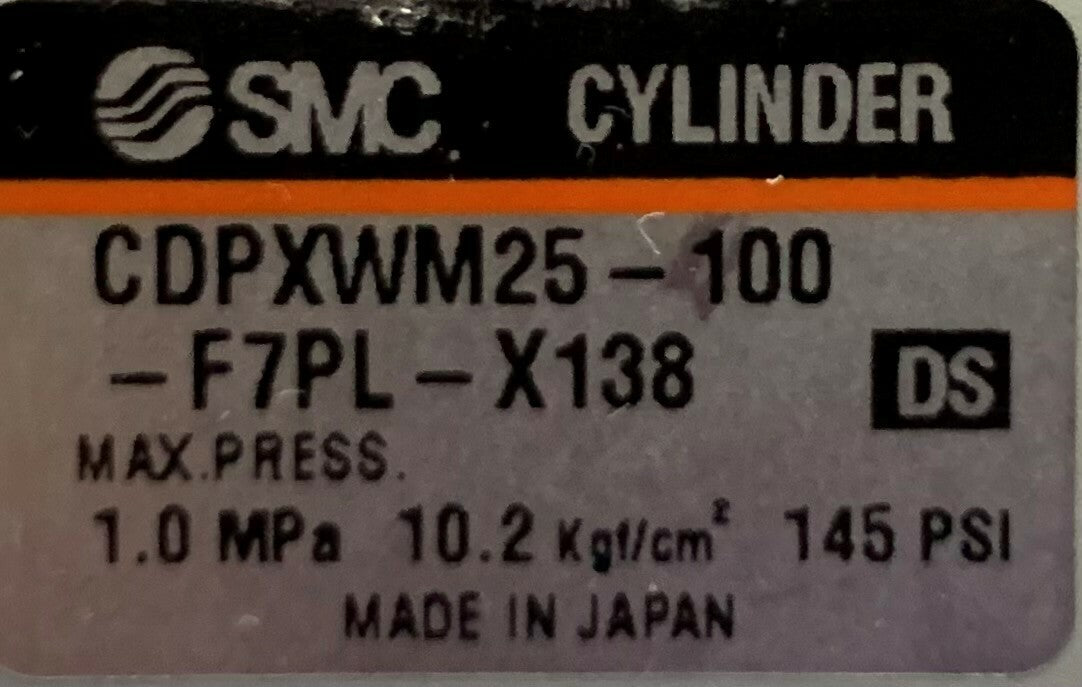 SMC CYLINDER
CDPXWM25-100
-F7PL-X138 DS
MAX.PRESS.
1.0 MPa 10.2 Kgf/cm² 145 PSI
MADE IN JAPAN